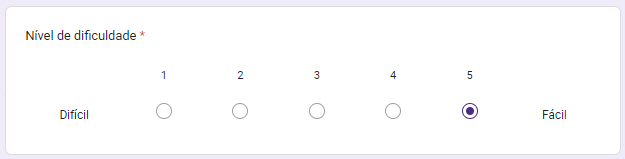 Nível de dificuldade *
1 2 3 4 5
Difícil Fácil